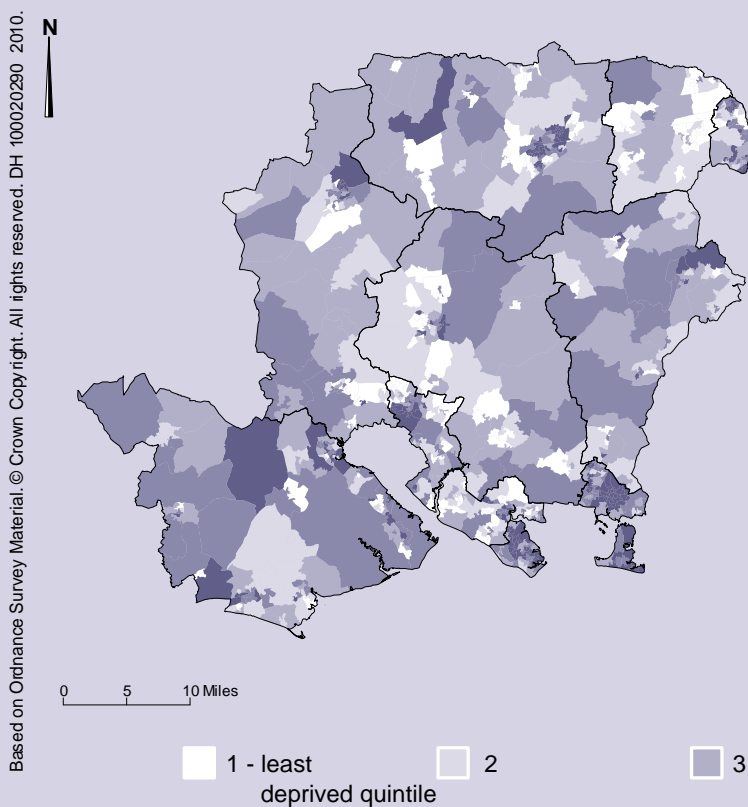 Based on Ordnance Survey Material. © Crown Copyright. All rights reserved. DH 100020290 2010.
N
0 5 10 Miles
1 - least
deprived quintile
2
3